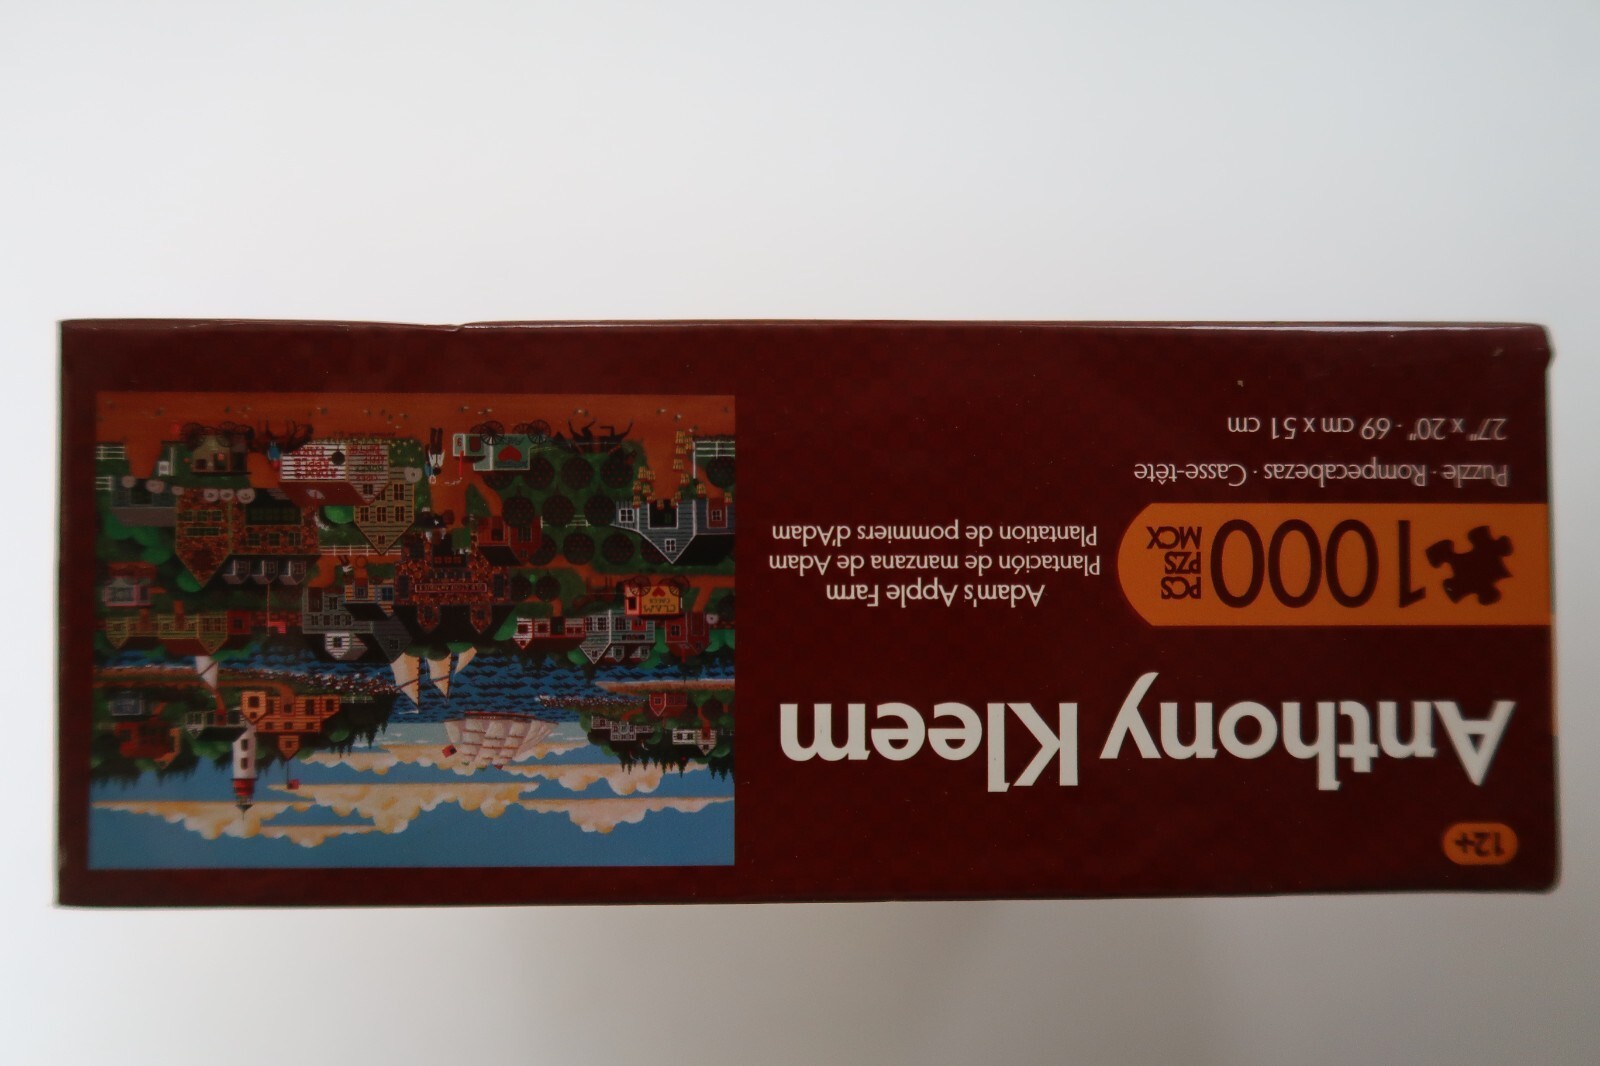 12+
Anthony Kleem
1000
PCS
PZS
MCX
Adam's Apple Farm
Plantación de manzana de Adam
Plantation de pommiers d'Adam
Puzzle · Rompecabezas · Casse-tête
27" x 20" · 69 cm x 51 cm
CLAM